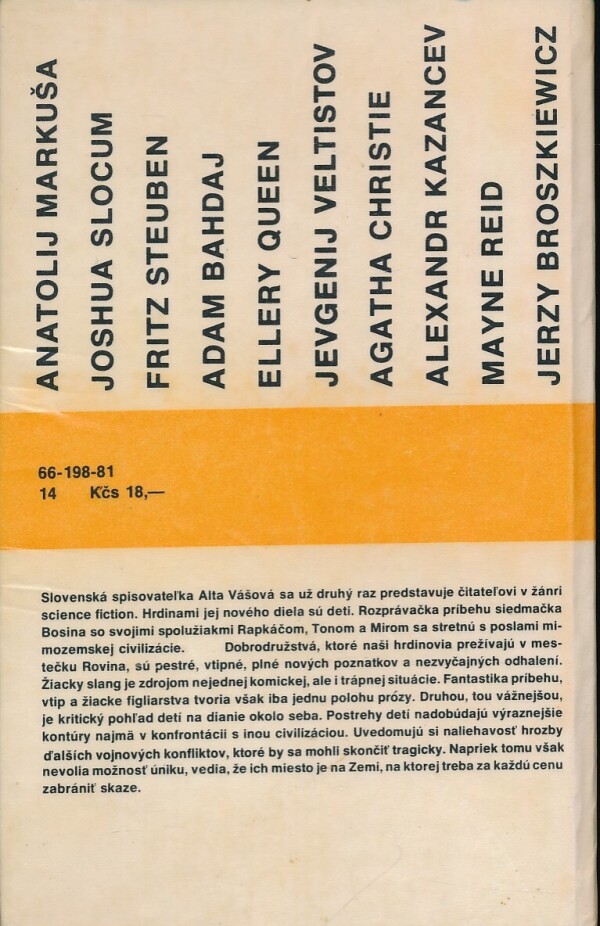 ANATOLIJ MARKUŠA
JOSHUA SLOCUM
FRITZ STEUBEN
ADAM BAHDAJ
ELLERY QUEEN
JEVGENIJ VELTISTOV
AGATHA CHRISTIE
ALEXANDR KAZANCEV
MAYNE REID
JERZY BROSZKIEWICZ
66-198-81
14 Kčs 18,—
Slovenská spisovateľka Alta Vášová sa už druhý raz predstavuje čitateľovi v žánri
science fiction. Hrdinami jej nového diela sú deti. Rozprávačka príbehu siedmačka
Bosina so svojimi spolužiakmi Rapkáčom, Tonom a Mirom sa stretnú s poslami mi-
mozemskej civilizácie. Dobrodružstvá, ktoré naši hrdinovia prežívajú v mes-
tečku Rovina, sú pestré, vtipné, plné nových poznatkov a nezvyčajných odhalení.
Žiacky slang je zdrojom nejednej komickej, ale i trápnej situácie. Fantastika príbehu,
vtip a žiacke figliarstva tvoria však iba jednu polohu prózy. Druhou, tou vážnejšou,
je kritický pohľad detí na dianie okolo seba. Postrehy detí nadobúdajú výraznejšie
kontúry najmä v konfrontácii s inou civilizáciou. Uvedomujú si naliehavosť hrozby
ďalších vojnových konfliktov, ktoré by sa mohli skončiť tragicky. Napriek tomu však
nevolia možnosť úniku, vedia, že ich miesto je na Zemi, na ktorej treba za každú cenu
zabrániť skaze.